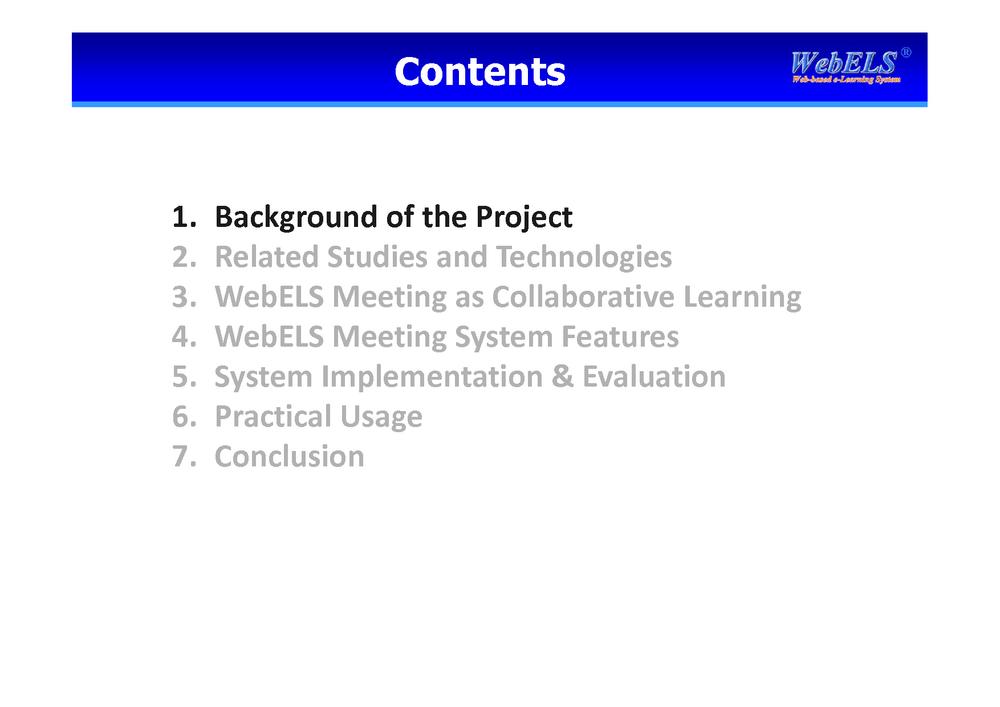 Contents
WebELS®
Web-based e-Learning System
1. Background of the Project
2. Related Studies and Technologies
3. WebELS Meeting as Collaborative Learning
4. WebELS Meeting System Features
5. System Implementation & Evaluation
6. Practical Usage
7. Conclusion